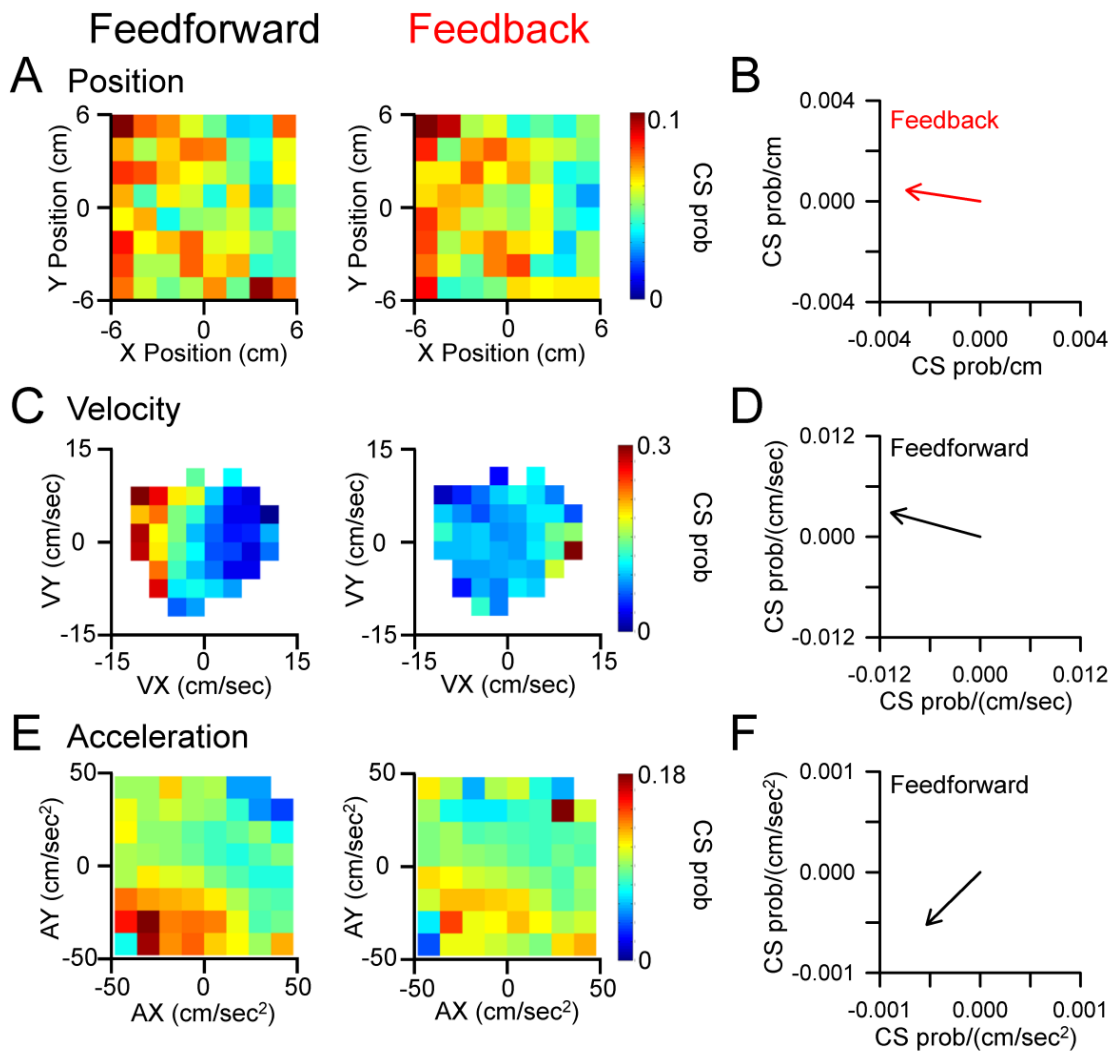 Feedforward Feedback
A Position
6
0
-6
Y Position (cm)
-6 0 6
X Position (cm)
-6 0 6
0.1
0
CS prob
B
0.004
0.000
-0.004
CS prob/cm
Feedback
-0.004 0.000 0.004
CS prob/cm
C Velocity
15
0
-15
VY (cm/sec)
-15 0 15
VX (cm/sec)
15
0
-15
VY (cm/sec)
-15 0 15
VX (cm/sec)
0.3
0
CS prob
D
0.012
0.000
-0.012
CS prob/(cm/sec)
Feedforward
-0.012 0.000 0.012
CS prob/(cm/sec)
E Acceleration
50
0
-50
AY (cm/sec²)
-50 0 50
AX (cm/sec²)
50
0
-50
AY (cm/sec²)
-50 0 50
AX (cm/sec²)
0.18
0
CS prob
F
0.001
0.000
-0.001
CS prob/(cm/sec²)
Feedforward
-0.001 0.000 0.001
CS prob/(cm/sec²)
6
0
-6
Y Position (cm)
X Position (cm)